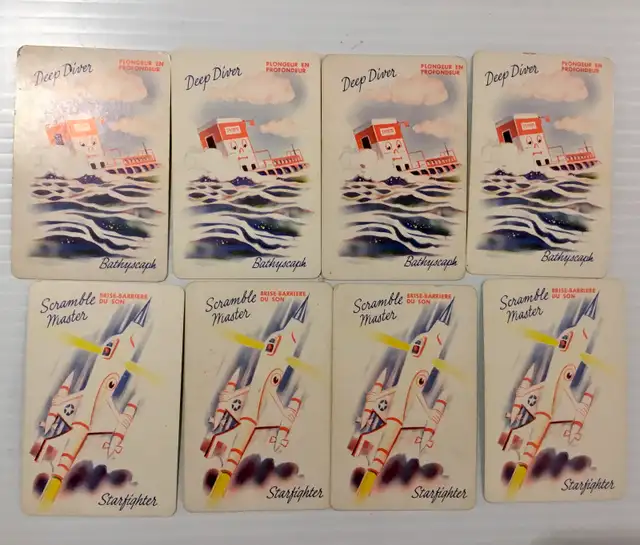 Deep Diver
PLONGEUR EN
PROFONDEUR
Bathyscaph
Deep Diver
PLONGEUR EN
PROFONDEUR
Bathyscaph
Deep Diver
PLONGEUR EN
PROFONDEUR
Bathyscaph
Deep Diver
PLONGEUR EN
PROFONDEUR
Bathyscaph
Scramble
Master
BRISE-BARRIERE
DU SON
Starfighter
Scramble
Master
BRISE-BARRIERE
DU SON
Starfighter
Scramble
Master
BRISE-BARRIERE
DU SON
Starfighter
Scramble
Master
BRISE-BARRIERE
DU SON
Starfighter